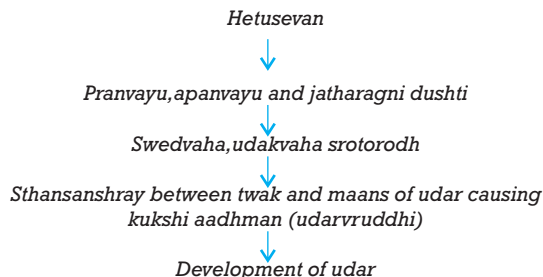 Hetusevan
Pranvayu,apanvayu and jatharagni dushti
Swedvaha,udakvaha srotorodh
Sthansanshray between twak and maans of udar causing
kukshi aadhman (udarvruddhi)
Development of udar